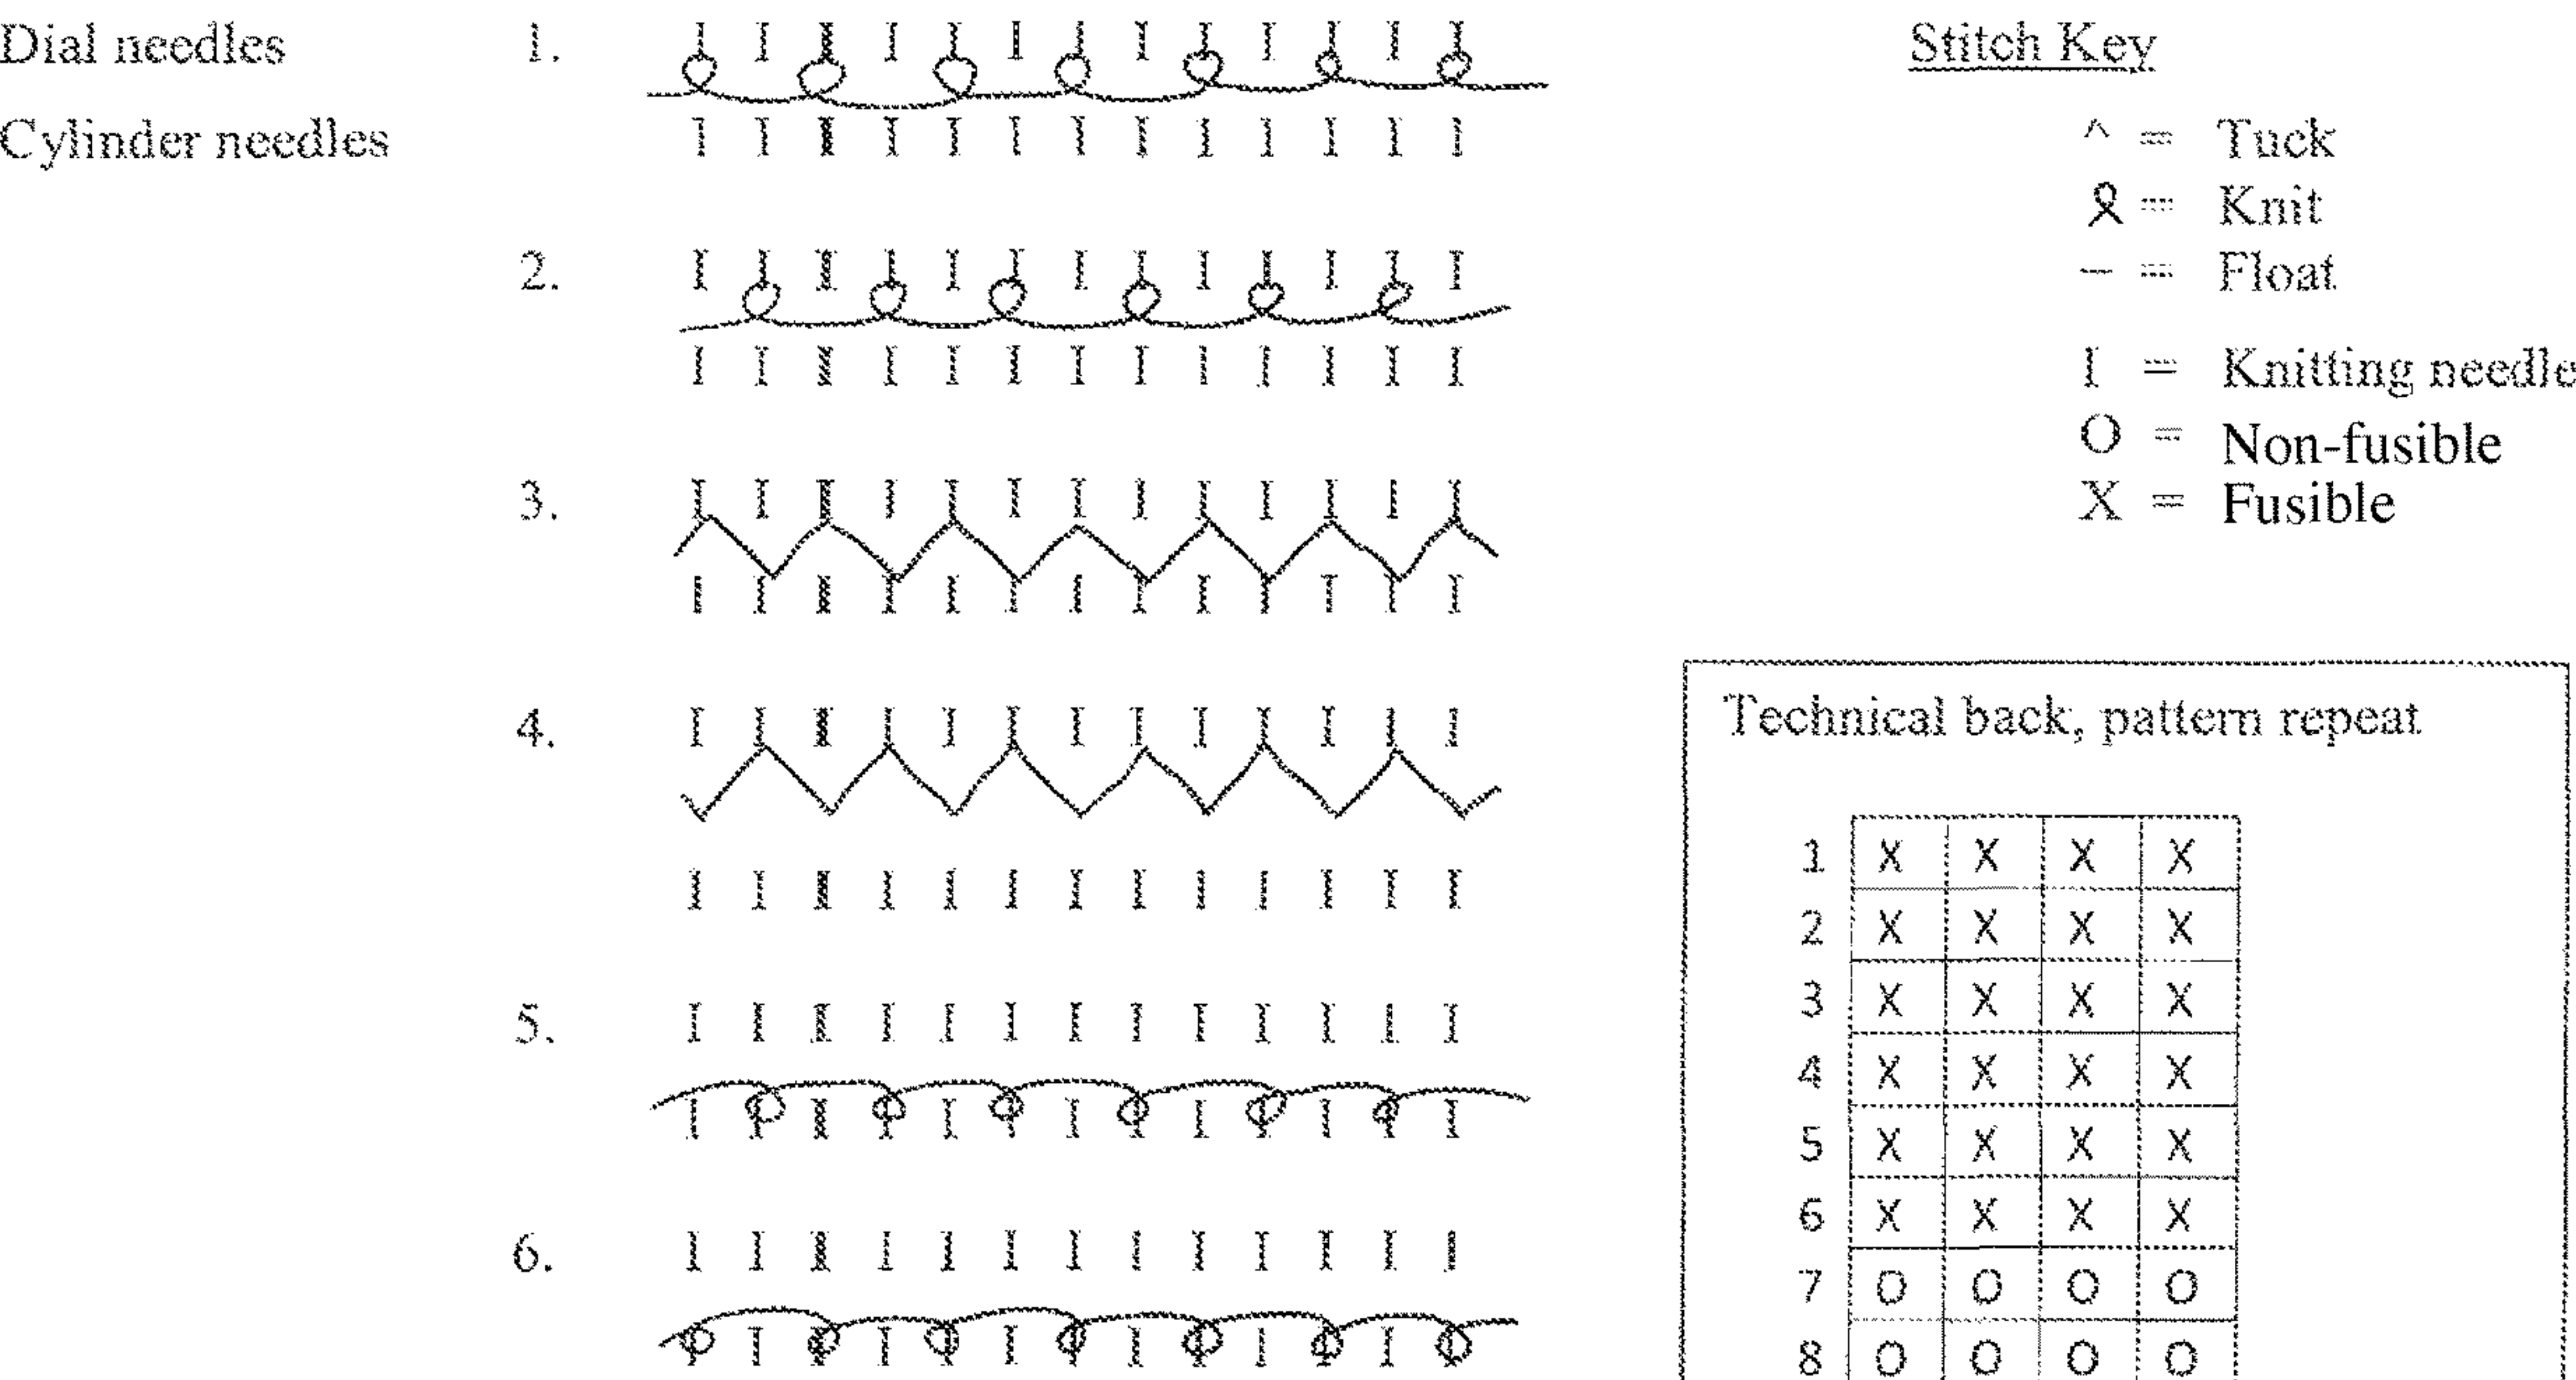 Dial needles
Cylinder needles
1.
2.
3.
4.
5.
6.
Stitch Key
^ = Tuck
= Knit
– = Float
I = Knitting needle
O = Non-fusible
X = Fusible
Technical back, pattern repeat
1 X X X X
2 X X X X
3 X X X X
4 X X X X
5 X X X X
6 X X X X
7 O O O O
8 O O O O